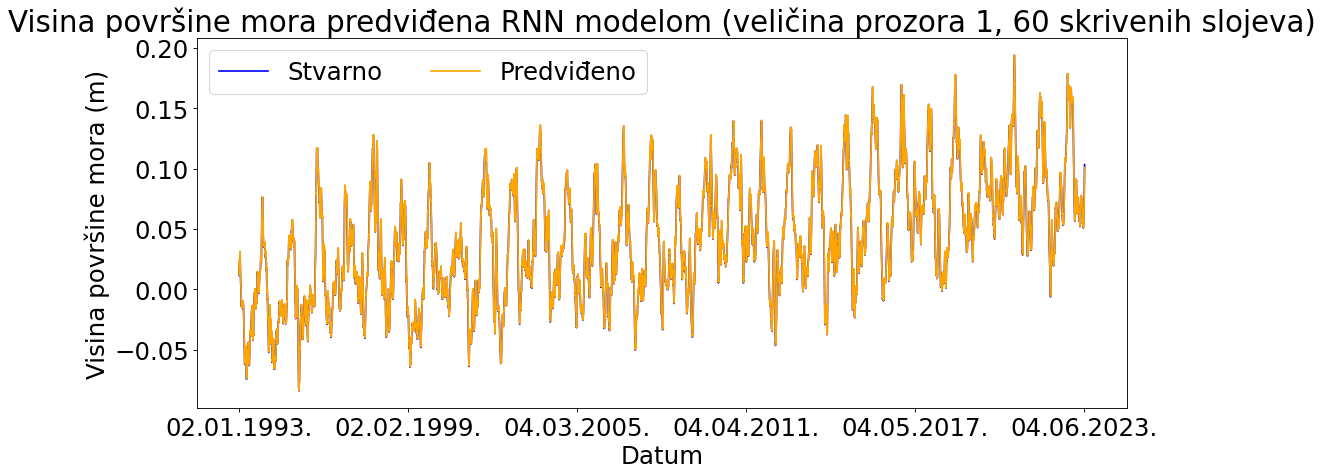 Visina površine mora predviđena RNN modelom (veličina prozora 1, 60 skrivenih slojeva)
Stvarno
Predviđeno
Visina površine mora (m)
0.20
0.15
0.10
0.05
0.00
−0.05
02.01.1993.
02.02.1999.
04.03.2005.
04.04.2011.
04.05.2017.
04.06.2023.
Datum